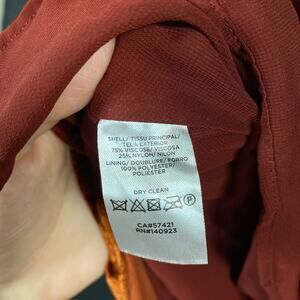 SHELL/ TISSU PRINCIPAL/
TELA EXTERIOR
75% VISCOSE/ VISCOSA
25% NYLON/ NILON
LINING/ DOUBLURE/ FORRO
100% POLYESTER/
POLIESTER
DRY CLEAN
P
CA#57421
RN#140923